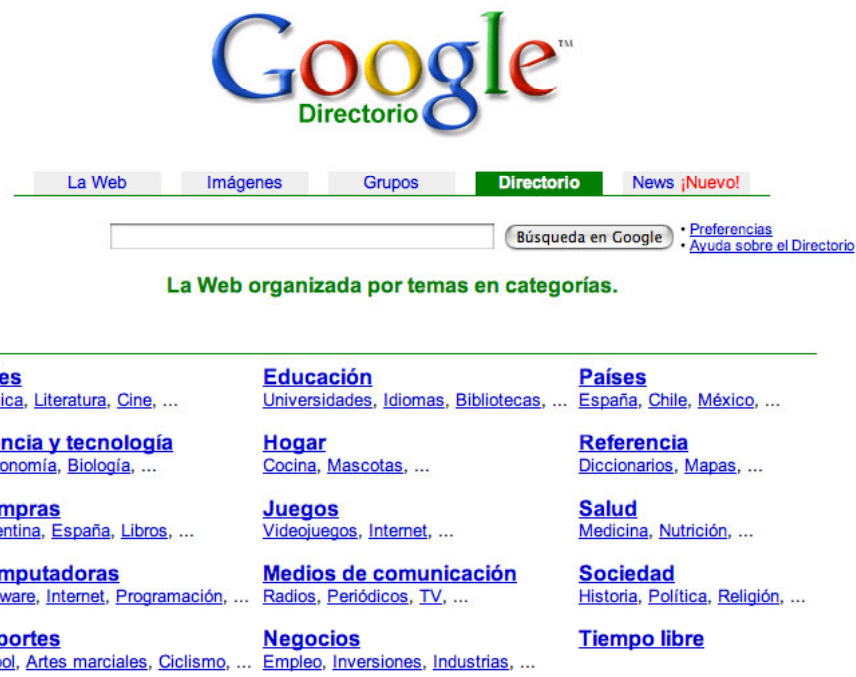 Google™
Directorio
La Web Imágenes Grupos Directorio News ¡Nuevo!
Búsqueda en Google
• Preferencias
• Ayuda sobre el Directorio
La Web organizada por temas en categorías.
es Educación Países
ica, Literatura, Cine, ... Universidades, Idiomas, Bibliotecas, ... España, Chile, México, ...
ncia y tecnología Hogar Referencia
onomía, Biología, ... Cocina, Mascotas, ... Diccionarios, Mapas, ...
mpras Juegos Salud
entina, España, Libros, ... Videojuegos, Internet, ... Medicina, Nutrición, ...
mputadoras Medios de comunicación Sociedad
ware, Internet, Programación, ... Radios, Periódicos, TV, ... Historia, Política, Religión, ...
portes Negocios Tiempo libre
ol, Artes marciales, Ciclismo, ... Empleo, Inversiones, Industrias, ...